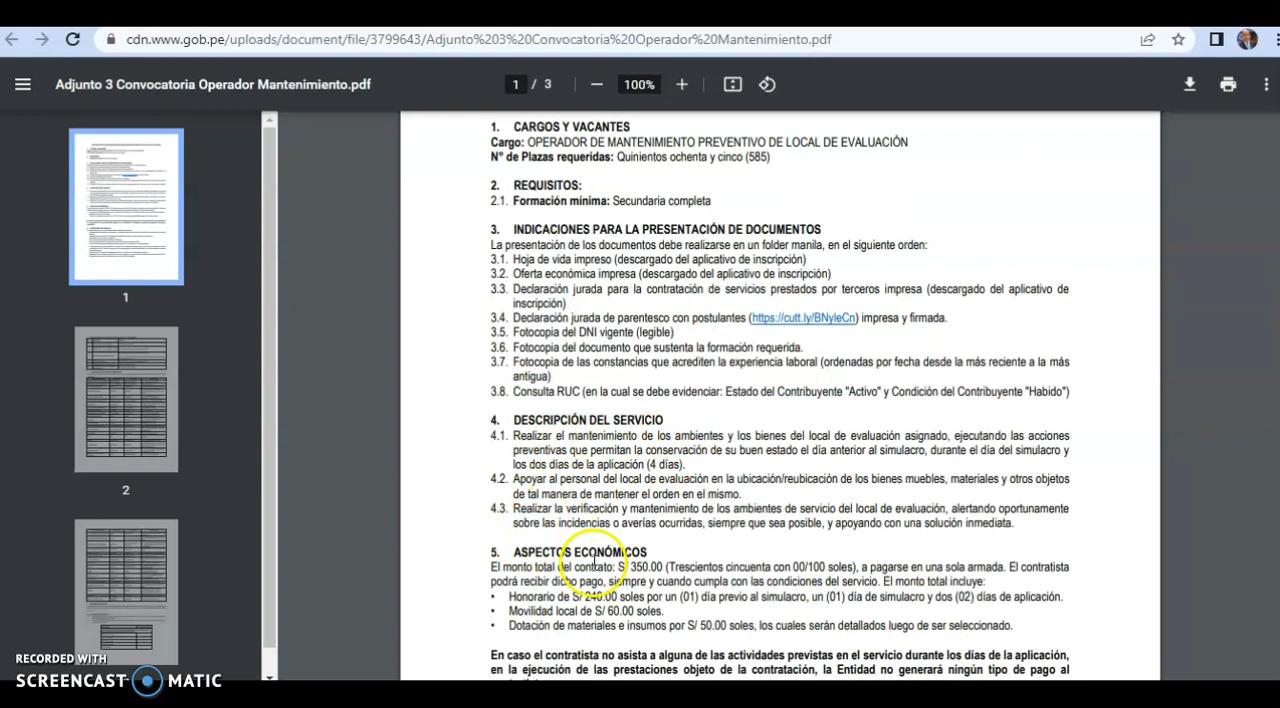 cdn.www.gob.pe/uploads/document/file/3799643/Adjunto%203%20Convocatoria%20Operador%20Mantenimiento.pdf
Adjunto 3 Convocatoria Operador Mantenimiento.pdf
1 / 3
100%
1
2
1. CARGOS Y VACANTES
Cargo: OPERADOR DE MANTENIMIENTO PREVENTIVO DE LOCAL DE EVALUACIÓN
N° de Plazas requeridas: Quinientos ochenta y cinco (585)
2. REQUISITOS:
2.1. Formación mínima: Secundaria completa
3. INDICACIONES PARA LA PRESENTACIÓN DE DOCUMENTOS
La presentación de los documentos debe realizarse en un folder manila, en el siguiente orden:
3.1. Hoja de vida impreso (descargado del aplicativo de inscripción)
3.2. Oferta económica impresa (descargado del aplicativo de inscripción)
3.3. Declaración jurada para la contratación de servicios prestados por terceros impresa (descargado del aplicativo de
inscripción)
3.4. Declaración jurada de parentesco con postulantes (https://cutt.ly/BNyleCn) impresa y firmada.
3.5. Fotocopia del DNI vigente (legible)
3.6. Fotocopia del documento que sustenta la formación requerida.
3.7. Fotocopia de las constancias que acrediten la experiencia laboral (ordenadas por fecha desde la más reciente a la más
antigua)
3.8. Consulta RUC (en la cual se debe evidenciar: Estado del Contribuyente "Activo" y Condición del Contribuyente "Habido")
4. DESCRIPCIÓN DEL SERVICIO
4.1. Realizar el mantenimiento de los ambientes y los bienes del local de evaluación asignado, ejecutando las acciones
preventivas que permitan la conservación de su buen estado el día anterior al simulacro, durante el día del simulacro y
los dos días de la aplicación (4 días).
4.2. Apoyar al personal del local de evaluación en la ubicación/reubicación de los bienes muebles, materiales y otros objetos
de tal manera de mantener el orden en el mismo.
4.3. Realizar la verificación y mantenimiento de los ambientes de servicio del local de evaluación, alertando oportunamente
sobre las incidencias o averías ocurridas, siempre que sea posible, y apoyando con una solución inmediata.
5. ASPECTOS ECONÓMICOS
El monto total del contrato: S/ 350.00 (Trescientos cincuenta con 00/100 soles), a pagarse en una sola armada. El contratista
podrá recibir dicho pago, siempre y cuando cumpla con las condiciones del servicio. El monto total incluye:
• Honorario de S/ 240.00 soles por un (01) día previo al simulacro, un (01) día de simulacro y dos (02) días de aplicación.
• Movilidad local de S/ 60.00 soles.
• Dotación de materiales e insumos por S/ 50.00 soles, los cuales serán detallados luego de ser seleccionado.
En caso el contratista no asista a alguna de las actividades previstas en el servicio durante los días de la aplicación,
en la ejecución de las prestaciones objeto de la contratación, la Entidad no generará ningún tipo de pago al
RECORDED WITH
SCREENCAST MATIC